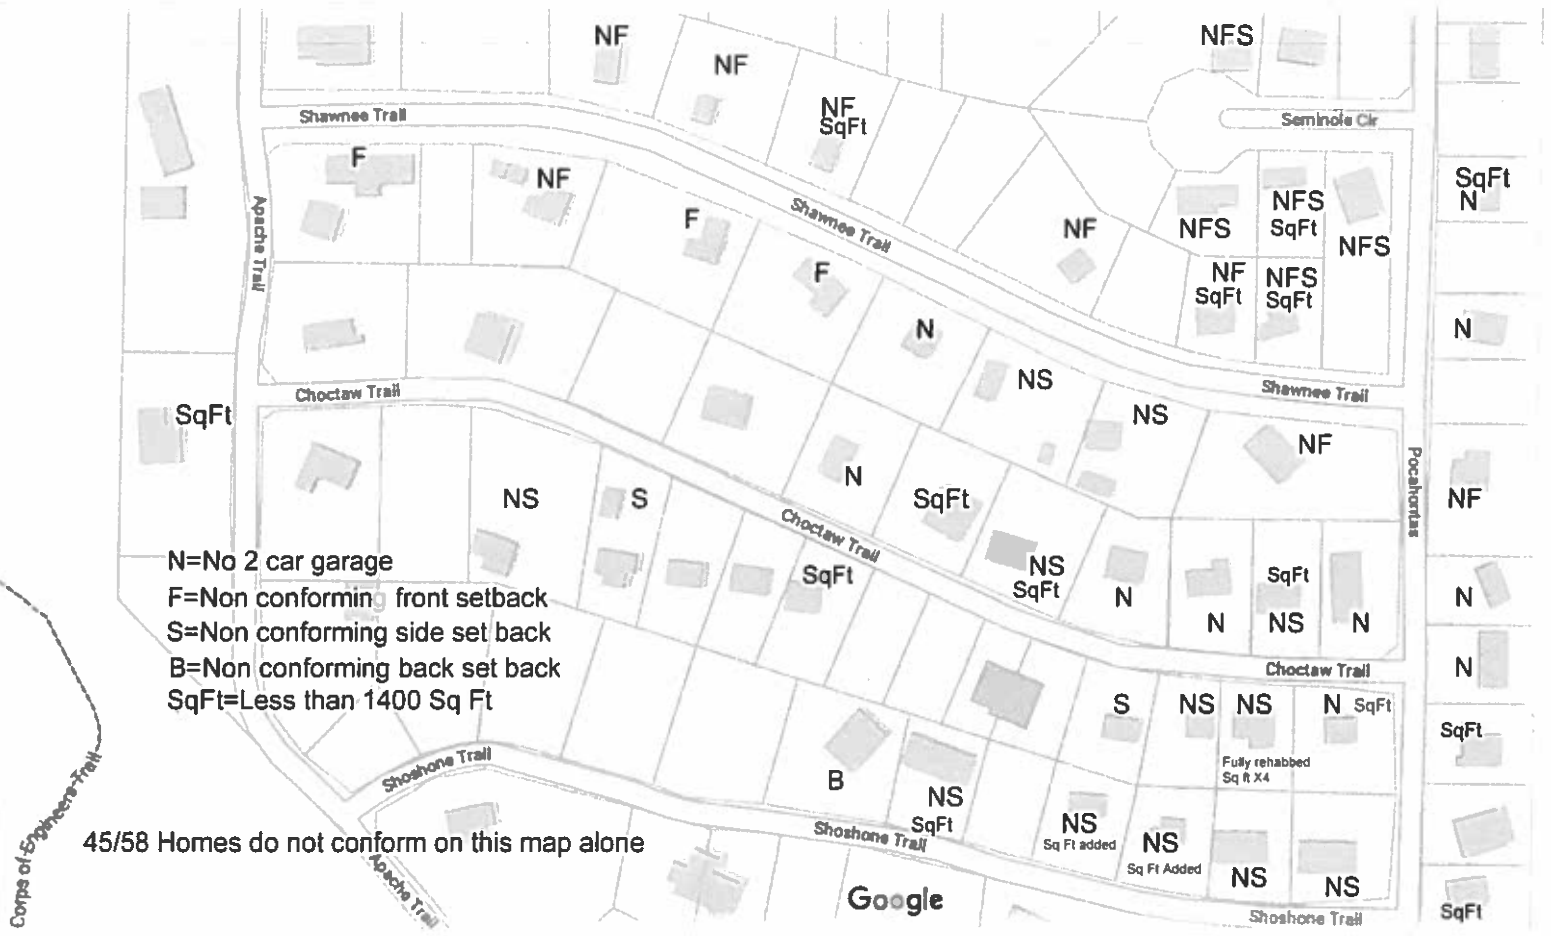 NF
NF
NFS
NF
SqFt
Shawnee Trail
Seminole Cir
F
NF
SqFt
N
Apache Trail
F
Shawnee Trail
NF
NFS
NFS
SqFt
NFS
F
NF
SqFt
NFS
SqFt
N
N
NS
Shawnee Trail
Choctaw Trail
SqFt
NS
NF
Pocahontas
N
NF
NS
S
SqFt
Choctaw Trail
NS
SqFt
SqFt
N
N
SqFt
NS
N
N
N=No 2 car garage
F=Non conforming front setback
S=Non conforming side set back
B=Non conforming back set back
SqFt=Less than 1400 Sq Ft
Choctaw Trail
N
S
NS
NS
N SqFt
SqFt
Fully rehabbed
Sq ft X4
Shoshone Trail
B
NS
SqFt
NS
Sq Ft added
NS
Sq Ft Added
NS
NS
Shoshone Trail
45/58 Homes do not conform on this map alone
Corps of Engineers Trail
Apache Trail
Google
Shoshone Trail
SqFt